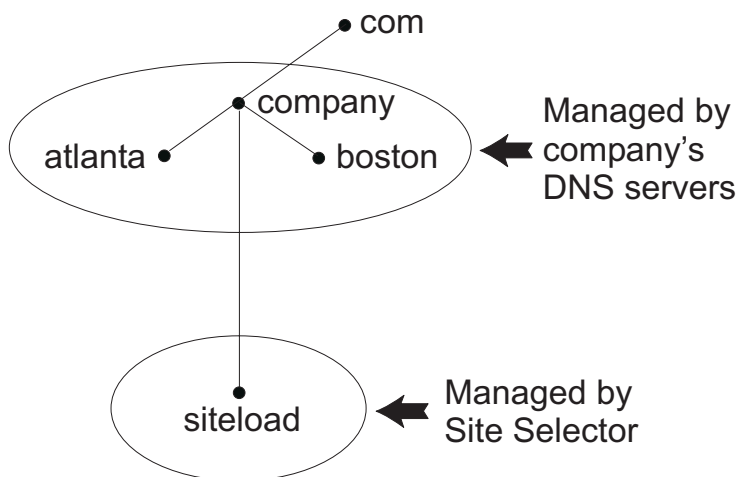 com
company
atlanta
boston
Managed by
company’s
DNS servers
siteload
Managed by
Site Selector